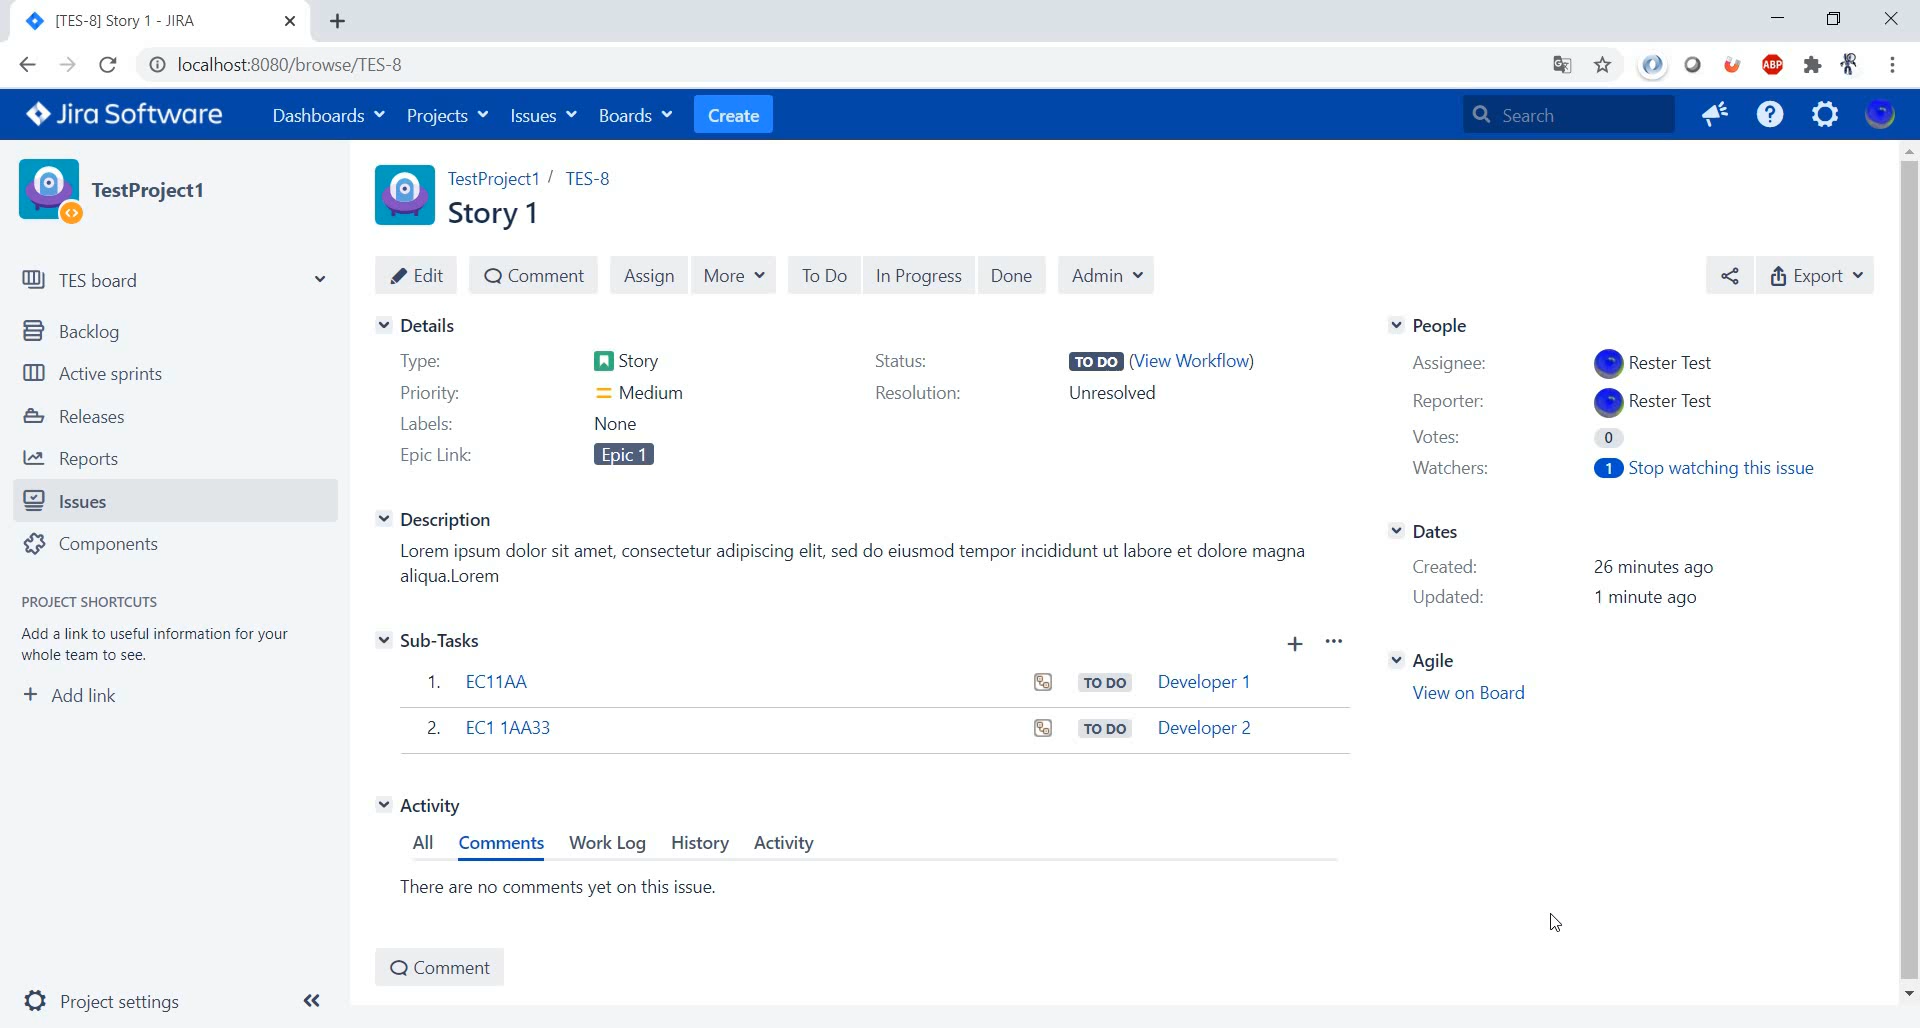 [TES-8] Story 1 - JIRA
localhost:8080/browse/TES-8
ABP
Jira Software
Dashboards
Projects
Issues
Boards
Create
Search
TestProject1
TES board
Backlog
Active sprints
Releases
Reports
Issues
Components
PROJECT SHORTCUTS
Add a link to useful information for your
whole team to see.
+ Add link
Project settings
TestProject1 / TES-8
Story 1
Edit
Comment
Assign
More
To Do
In Progress
Done
Admin
Export
Details
Type: Story
Priority: Medium
Labels: None
Epic Link: Epic 1
Status: TO DO (View Workflow)
Resolution: Unresolved
Description
Lorem ipsum dolor sit amet, consectetur adipiscing elit, sed do eiusmod tempor incididunt ut labore et dolore magna
aliqua.Lorem
Sub-Tasks
1. EC11AA TO DO Developer 1
2. EC1 1AA33 TO DO Developer 2
Activity
All Comments Work Log History Activity
There are no comments yet on this issue.
Comment
People
Assignee: Rester Test
Reporter: Rester Test
Votes: 0
Watchers: 1 Stop watching this issue
Dates
Created: 26 minutes ago
Updated: 1 minute ago
Agile
View on Board